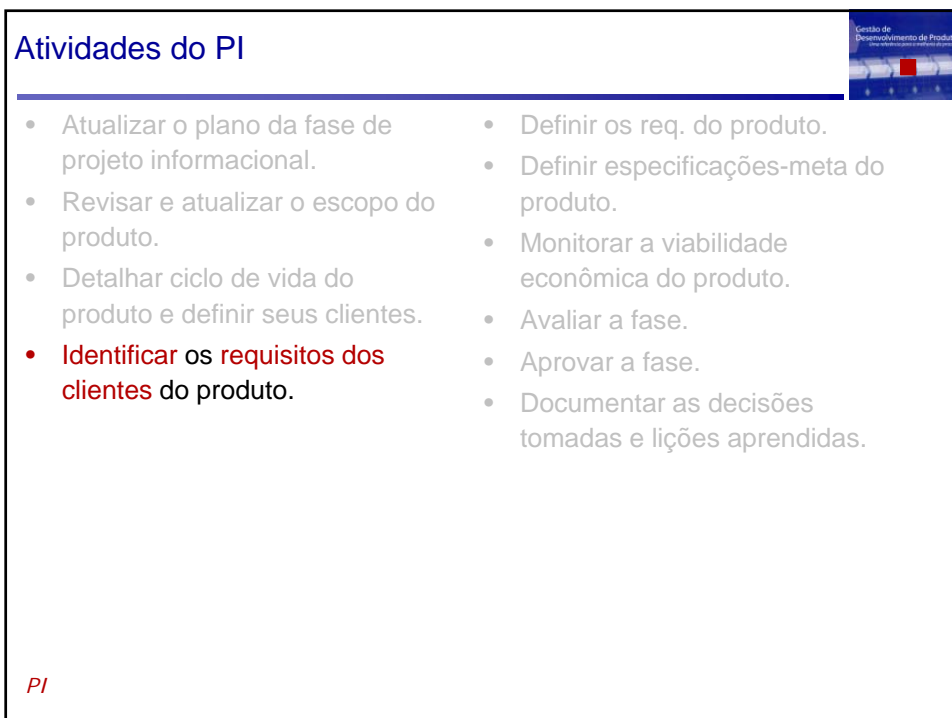 Atividades do PI
Gestão de
Desenvolvimento de Produt
• Atualizar o plano da fase de
projeto informacional.
• Revisar e atualizar o escopo do
produto.
• Detalhar ciclo de vida do
produto e definir seus clientes.
• Identificar os requisitos dos
clientes do produto.
• Definir os req. do produto.
• Definir especificações-meta do
produto.
• Monitorar a viabilidade
econômica do produto.
• Avaliar a fase.
• Aprovar a fase.
• Documentar as decisões
tomadas e lições aprendidas.
PI